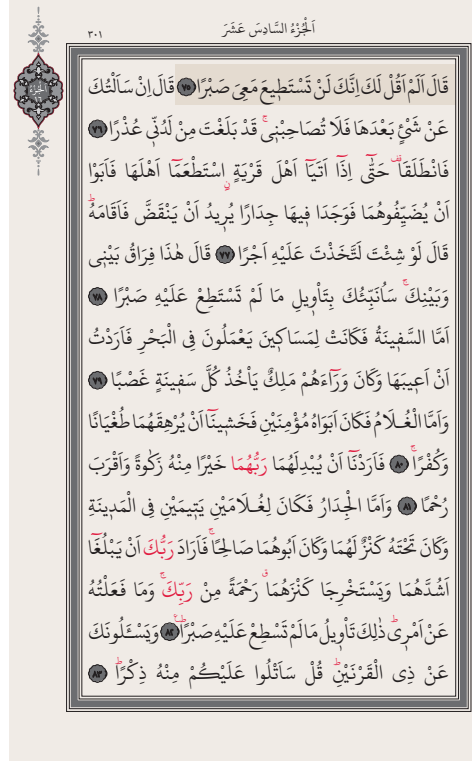 اَلْجُزْءُ السَّادِسَ عَشَرَ
٣٠١
قَالَ اَلَمْ اَقُلْ لَكَ اِنَّكَ لَنْ تَسْتَط۪يعَ مَعِيَ صَبْرًا ﴿٧٥﴾ قَالَ اِنْ سَاَلْتُكَ
عَنْ شَیْءٍ بَعْدَهَا فَلَا تُصَاحِبْن۪يۚ قَدْ بَلَغْتَ مِنْ لَدُنّ۪ي عُذْرًا ﴿٧٦﴾
فَانْطَلَقَا۠ حَتّٰٓى اِذَٓا اَتَيَٓا اَهْلَ قَرْيَةٍۨ اسْتَطْعَمَٓا اَهْلَهَا فَاَبَوْا
اَنْ يُضَيِّفُوهُمَا فَوَجَدَا ف۪يهَا جِدَارًا يُر۪يدُ اَنْ يَنْقَضَّ فَاَقَامَهُۜ
قَالَ لَوْ شِئْتَ لَتَّخَذْتَ عَلَيْهِ اَجْرًا ﴿٧٧﴾ قَالَ هٰذَا فِرَاقُ بَيْن۪ي
وَبَيْنِكَۚ سَاُنَبِّئُكَ بِتَأْو۪يلِ مَا لَمْ تَسْتَطِعْ عَلَيْهِ صَبْرًا ﴿٧٨﴾
اَمَّا السَّف۪ينَةُ فَكَانَتْ لِمَسَاك۪ينَ يَعْمَلُونَ فِي الْبَحْرِ فَاَرَدْتُ
اَنْ اَع۪يبَهَا وَكَانَ وَرَٓاءَهُمْ مَلِكٌ يَأْخُذُ كُلَّ سَف۪ينَةٍ غَصْبًا ﴿٧٩﴾
وَاَمَّا الْغُلَامُ فَكَانَ اَبَوَاهُ مُؤْمِنَيْنِ فَخَش۪ينَٓا اَنْ يُرْهِقَهُمَا طُغْيَانًا
وَكُفْرًاۚ ﴿٨٠﴾ فَاَرَدْنَٓا اَنْ يُبْدِلَهُمَا رَبُّهُمَا خَيْرًا مِنْهُ زَكٰوةً وَاَقْرَبَ
رُحْمًا ﴿٨١﴾ وَاَمَّا الْجِدَارُ فَكَانَ لِغُلَامَيْنِ يَت۪يمَيْنِ فِي الْمَد۪ينَةِ
وَكَانَ تَحْتَهُ كَنْزٌ لَهُمَا وَكَانَ اَبُوهُمَا صَالِحًاۚ فَاَرَادَ رَبُّكَ اَنْ يَبْلُغَٓا
اَشُدَّهُمَا وَيَسْتَخْرِجَا كَنْزَهُمَاۗ رَحْمَةً مِنْ رَبِّكَۚ وَمَا فَعَلْتُهُ
عَنْ اَمْر۪يۜ ذٰلِكَ تَأْو۪يلُ مَا لَمْ تَسْطِعْ عَلَيْهِ صَبْرًاۜ۟ ﴿٨٢﴾ وَيَسْـَٔلُونَكَ
عَنْ ذِي الْقَرْنَيْنِۜ قُلْ سَاَتْلُوا عَلَيْكُمْ مِنْهُ ذِكْرًاۜ ﴿٨٣﴾